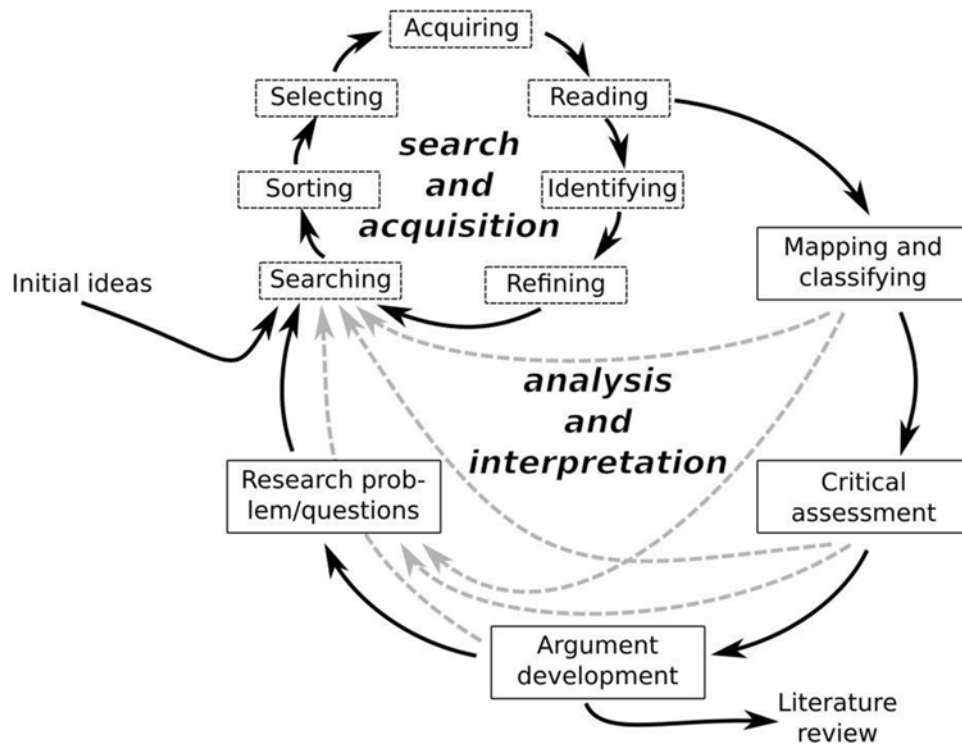 Acquiring
Selecting
Reading
search
and
acquisition
Sorting
Identifying
Searching
Refining
Initial ideas
Mapping and
classifying
analysis
and
interpretation
Research prob-
lem/questions
Critical
assessment
Argument
development
Literature
review